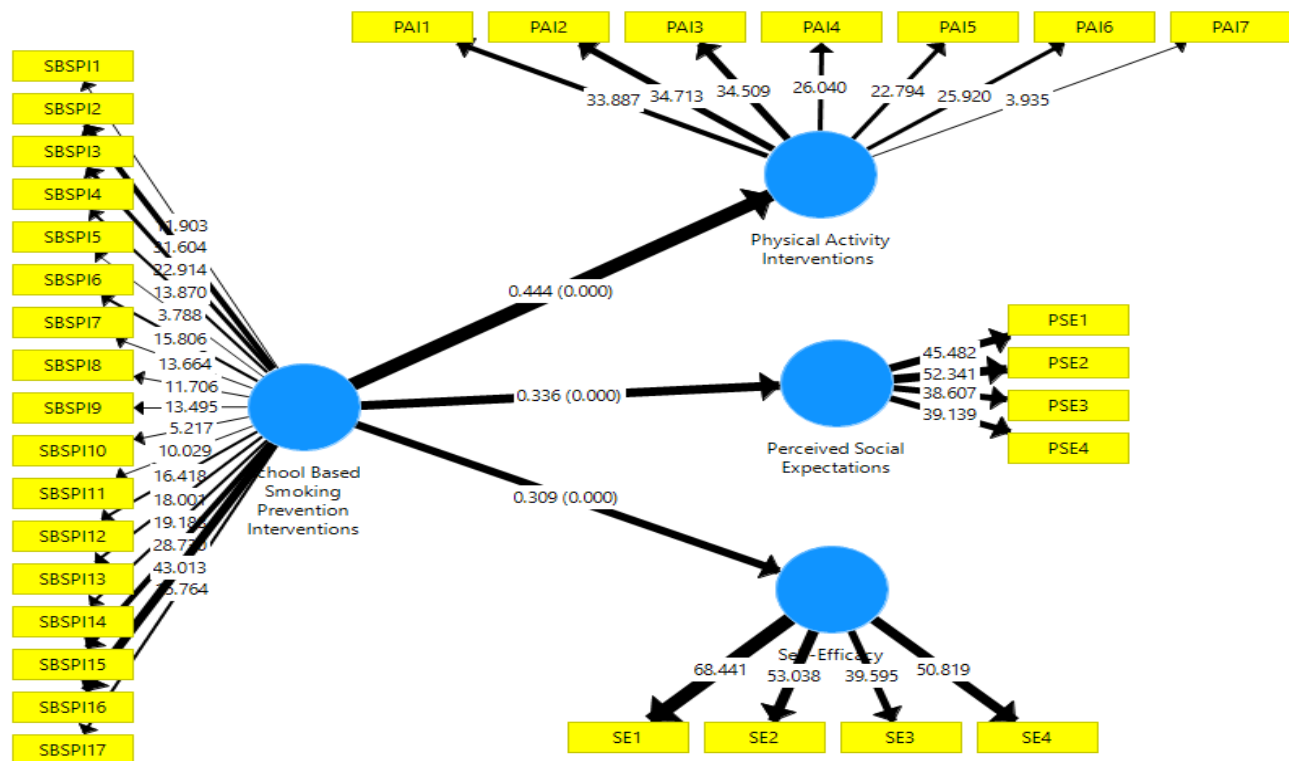 PAI1
PAI2
PAI3
PAI4
PAI5
PAI6
PAI7
33.887
34.713
34.509
26.040
22.794
25.920
3.935
Physical Activity
Interventions
SBSPI1
SBSPI2
SBSPI3
SBSPI4
SBSPI5
SBSPI6
SBSPI7
SBSPI8
SBSPI9
SBSPI10
SBSPI11
SBSPI12
SBSPI13
SBSPI14
SBSPI15
SBSPI16
SBSPI17
22.914
13.870
3.788
15.806
13.664
11.706
13.495
5.217
10.029
16.418
18.001
43.013
Smoking
Prevention
Interventions
Based
0.444 (0.000)
0.336 (0.000)
0.309 (0.000)
45.482
52.341
38.607
39.139
PSE1
PSE2
PSE3
PSE4
Perceived Social
Expectations
68.441
53.038
39.595
50.819
SE1
SE2
SE3
SE4